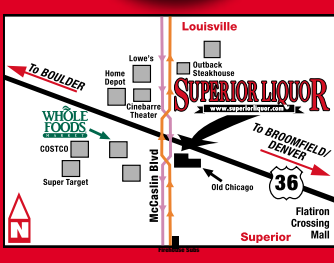 Louisville
Lowe's
Outback
Steakhouse
To BOULDER
Home
Depot
Cinebarre
Theater
SUPERIOR LIQUOR
www.superiorliquor.com
THE
WHOLE
FOODS
MARKET
To BROOMFIELD/
DENVER
COSTCO
Super Target
McCaslin Blvd
Old Chicago
36
Flatiron
Crossing
Mall
N
Superior